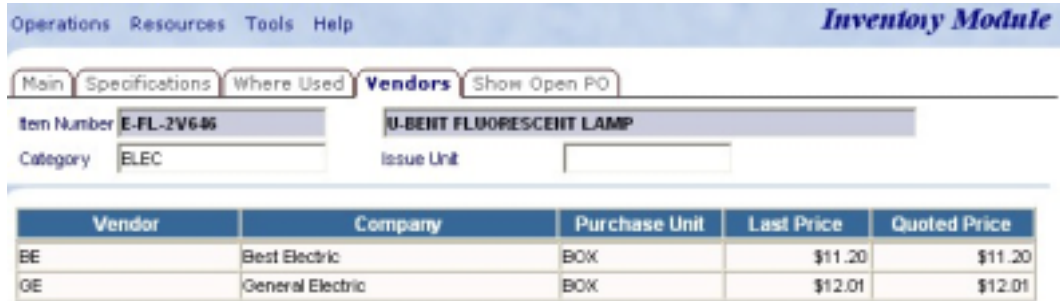 Operations Resources Tools Help
Inventory Module
Main Specifications Where Used Vendors Show Open PO
Item Number E-FL-2V646 U-BENT FLUORESCENT LAMP
Category ELEC Issue Unit
Vendor Company Purchase Unit Last Price Quoted Price
BE Best Electric BOX $11.20 $11.20
GE General Electric BOX $12.01 $12.01